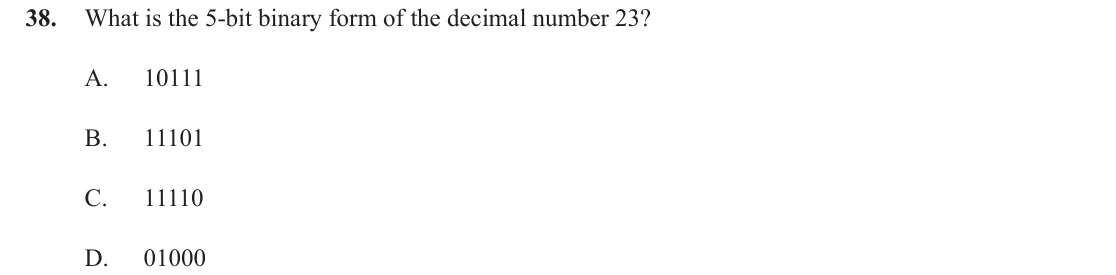 38. What is the 5-bit binary form of the decimal number 23?
A. 10111
B. 11101
C. 11110
D. 01000